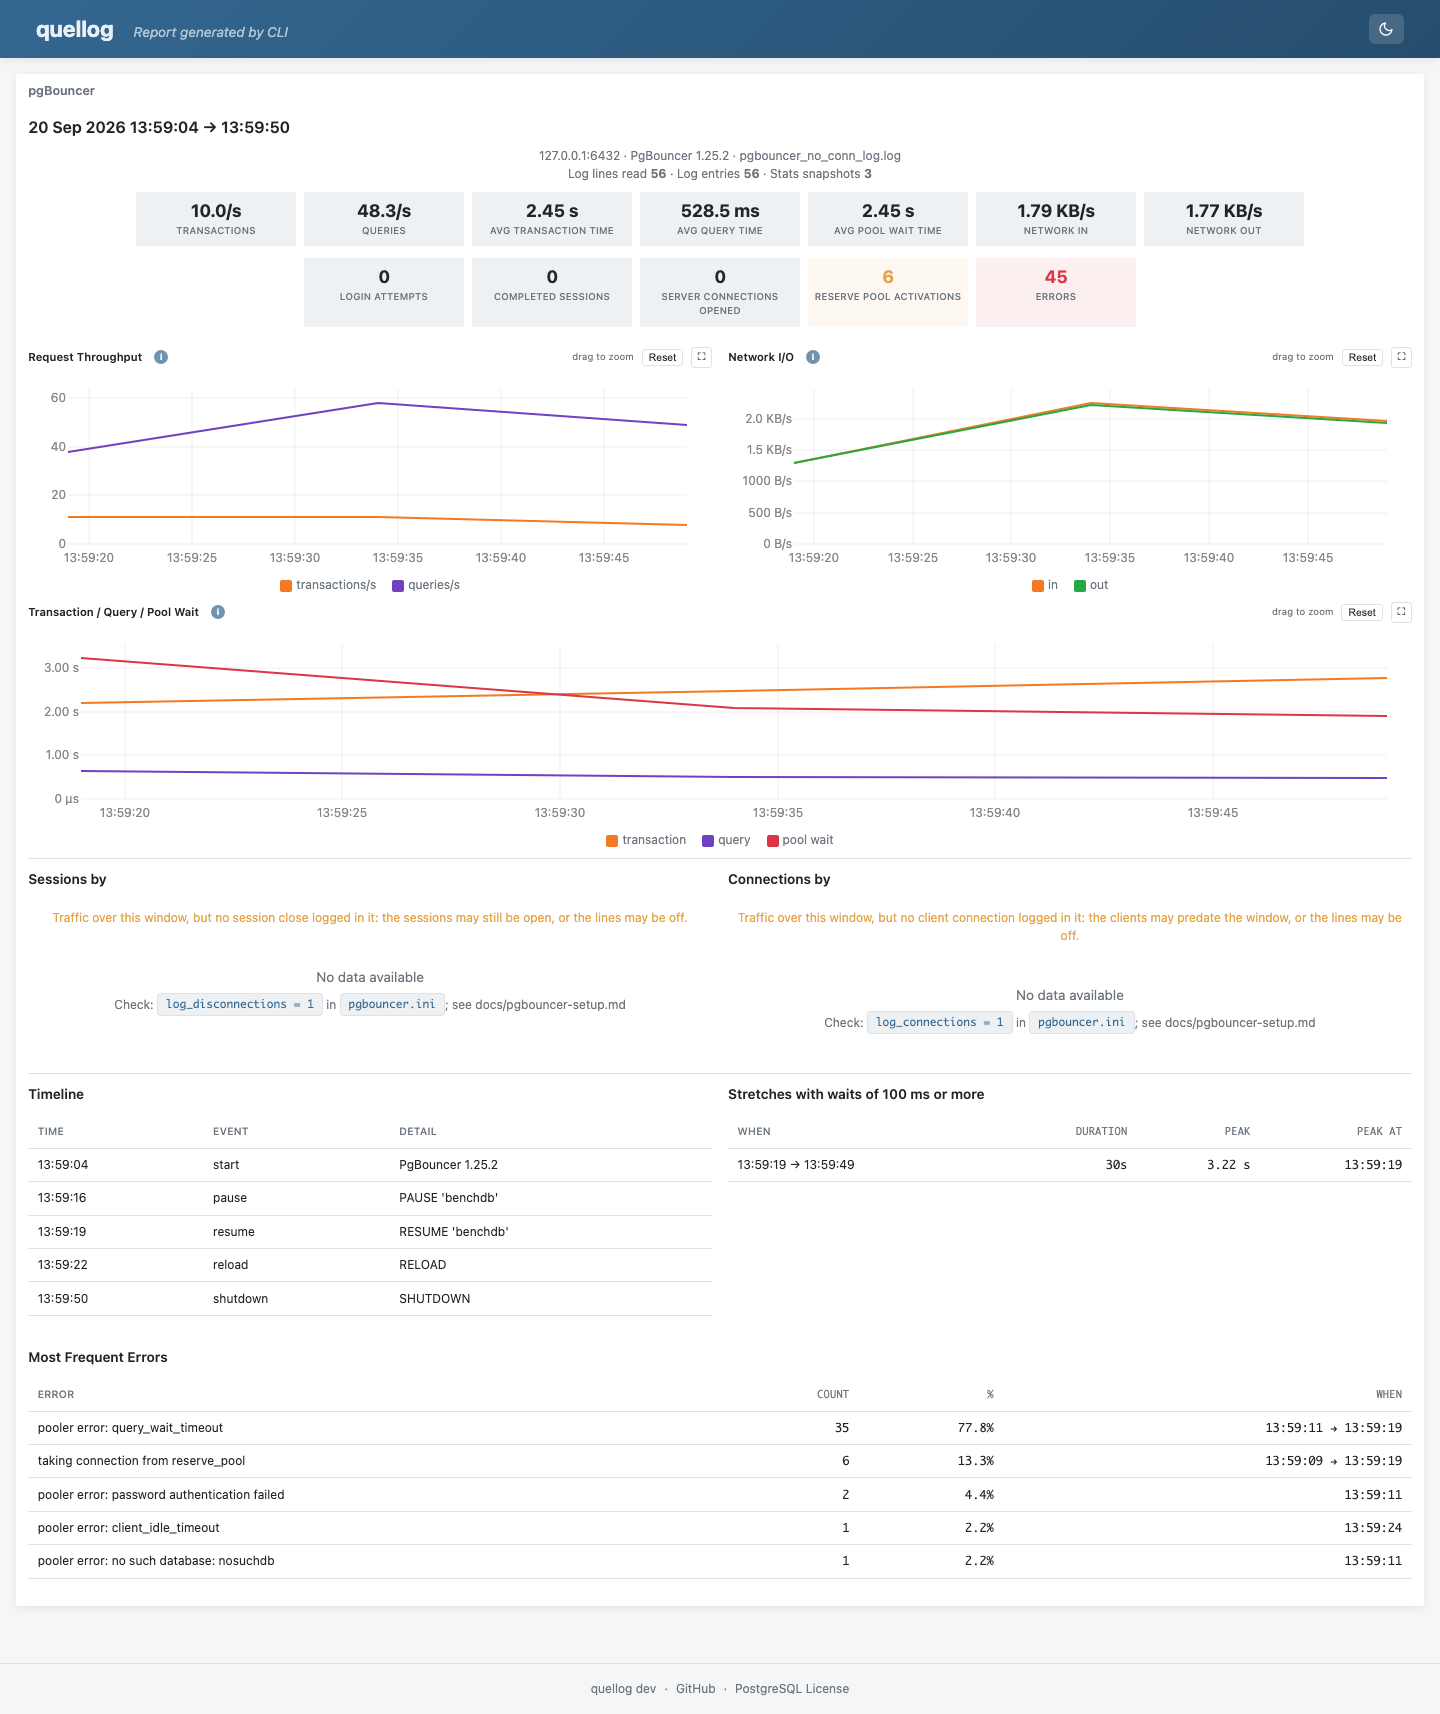 quellog
Report generated by CLI
pgBouncer
20 Sep 2026 13:59:04 → 13:59:50
127.0.0.1:6432 · PgBouncer 1.25.2 · pgbouncer_no_conn_log.log
Log lines read 56 · Log entries 56 · Stats snapshots 3
10.0/s
TRANSACTIONS
48.3/s
QUERIES
2.45 s
AVG TRANSACTION TIME
528.5 ms
AVG QUERY TIME
2.45 s
AVG POOL WAIT TIME
1.79 KB/s
NETWORK IN
1.77 KB/s
NETWORK OUT
0
LOGIN ATTEMPTS
0
COMPLETED SESSIONS
0
SERVER CONNECTIONS
OPENED
6
RESERVE POOL ACTIVATIONS
45
ERRORS
Request Throughput i drag to zoom Reset
60
40
20
0
13:59:20 13:59:25 13:59:30 13:59:35 13:59:40 13:59:45
transactions/s queries/s
Network I/O i drag to zoom Reset
2.0 KB/s
1.5 KB/s
1000 B/s
500 B/s
0 B/s
13:59:20 13:59:25 13:59:30 13:59:35 13:59:40 13:59:45
in out
Transaction / Query / Pool Wait i drag to zoom Reset
3.00 s
2.00 s
1.00 s
0 µs
13:59:20 13:59:25 13:59:30 13:59:35 13:59:40 13:59:45
transaction query pool wait
Sessions by
Traffic over this window, but no session close logged in it: the sessions may still be open, or the lines may be off.
No data available
Check: log_disconnections = 1 in pgbouncer.ini; see docs/pgbouncer-setup.md
Connections by
Traffic over this window, but no client connection logged in it: the clients may predate the window, or the lines may be
off.
No data available
Check: log_connections = 1 in pgbouncer.ini; see docs/pgbouncer-setup.md
Timeline
TIME EVENT DETAIL
13:59:04 start PgBouncer 1.25.2
13:59:16 pause PAUSE 'benchdb'
13:59:19 resume RESUME 'benchdb'
13:59:22 reload RELOAD
13:59:50 shutdown SHUTDOWN
Stretches with waits of 100 ms or more
WHEN DURATION PEAK PEAK AT
13:59:19 → 13:59:49 30s 3.22 s 13:59:19
Most Frequent Errors
ERROR COUNT % WHEN
pooler error: query_wait_timeout 35 77.8% 13:59:11 → 13:59:19
taking connection from reserve_pool 6 13.3% 13:59:09 → 13:59:19
pooler error: password authentication failed 2 4.4% 13:59:11
pooler error: client_idle_timeout 1 2.2% 13:59:24
pooler error: no such database: nosuchdb 1 2.2% 13:59:11
quellog dev · GitHub · PostgreSQL License